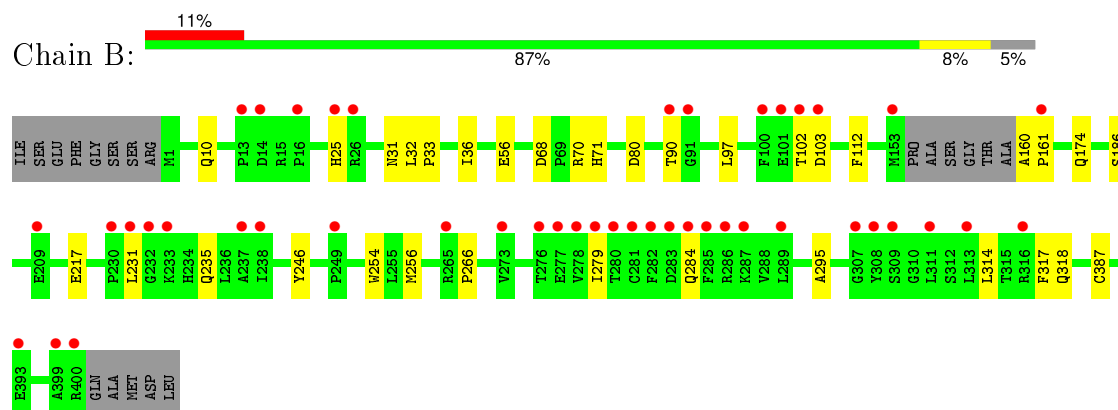 11%
Chain B:
87% 8% 5%
ILE SER GLU PHE GLY SER SER ARG M1 Q10 P13 D14 R15 P16 H25 R26 N31 L32 P33 I36 E56 D68 P69 R70 H71 D80 T90 G91 L97 F100 E101 T102 D103 F112 M153 PRO ALA SER GLY THR ALA A160 P161 Q174 S186
E209 E217 P230 L231 G232 K233 H234 Q235 L236 A237 I238 Y246 P249 W254 L255 M256 R265 P266 V273 T276 E277 V278 I279 T280 C281 F282 D283 Q284 F285 R286 K287 V288 L289 A295 G307 Y308 S309 G310 L311 S312 L313 L314 T315 R316 F317 Q318 C387
E393 A399 R400 GLN ALA MET ASP LEU